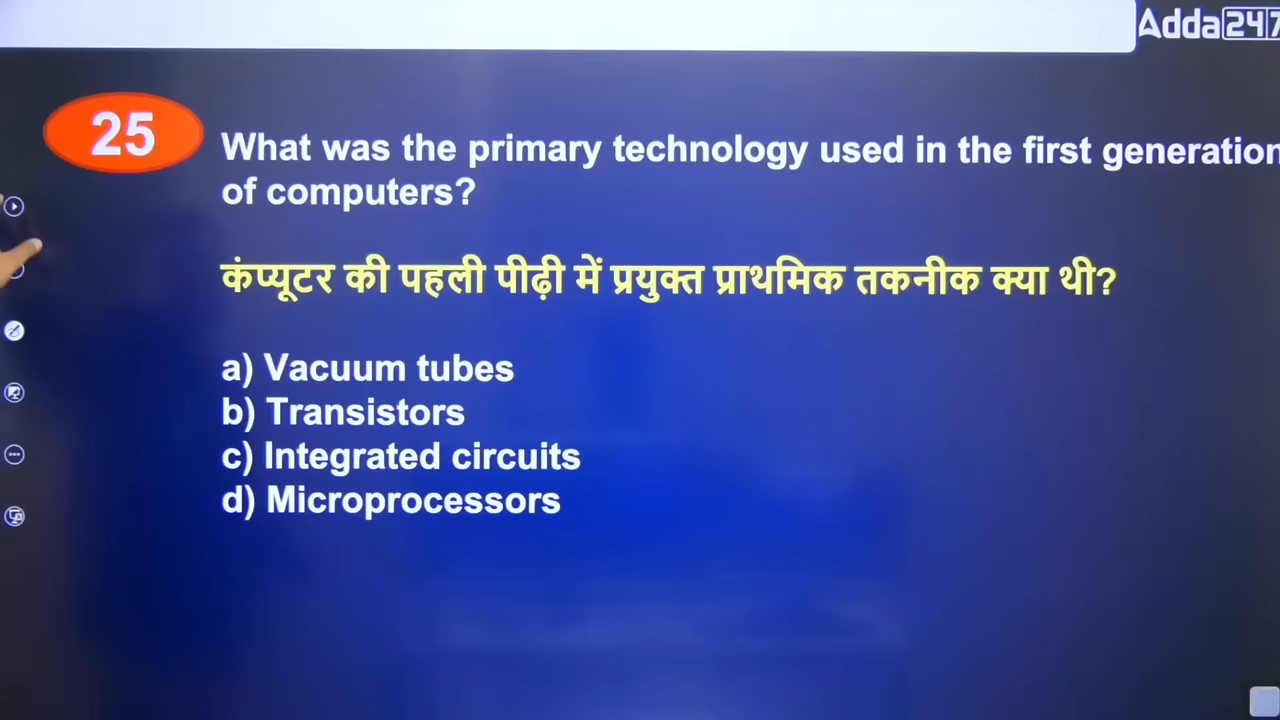 Adda247
25
What was the primary technology used in the first generation
of computers?
कंप्यूटर की पहली पीढ़ी में प्रयुक्त प्राथमिक तकनीक क्या थी?
a) Vacuum tubes
b) Transistors
c) Integrated circuits
d) Microprocessors